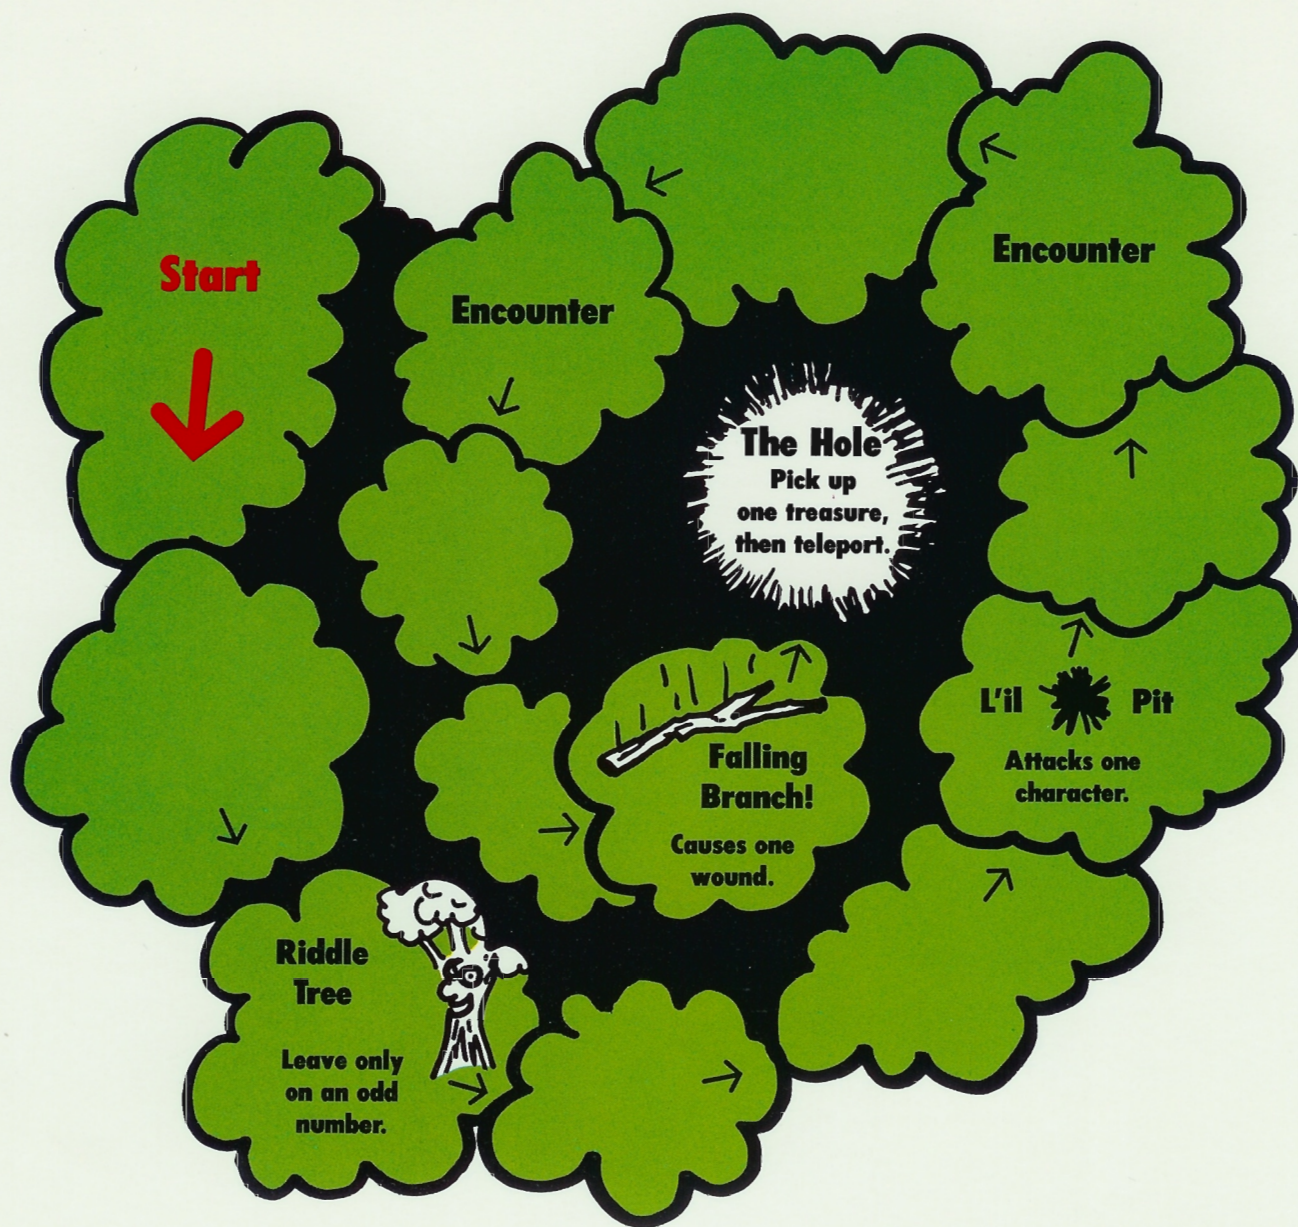 Start
Encounter
Encounter
The Hole
Pick up
one treasure,
then teleport.
L'il Pit
Attacks one
character.
Falling
Branch!
Causes one
wound.
Riddle
Tree
Leave only
on an odd
number.